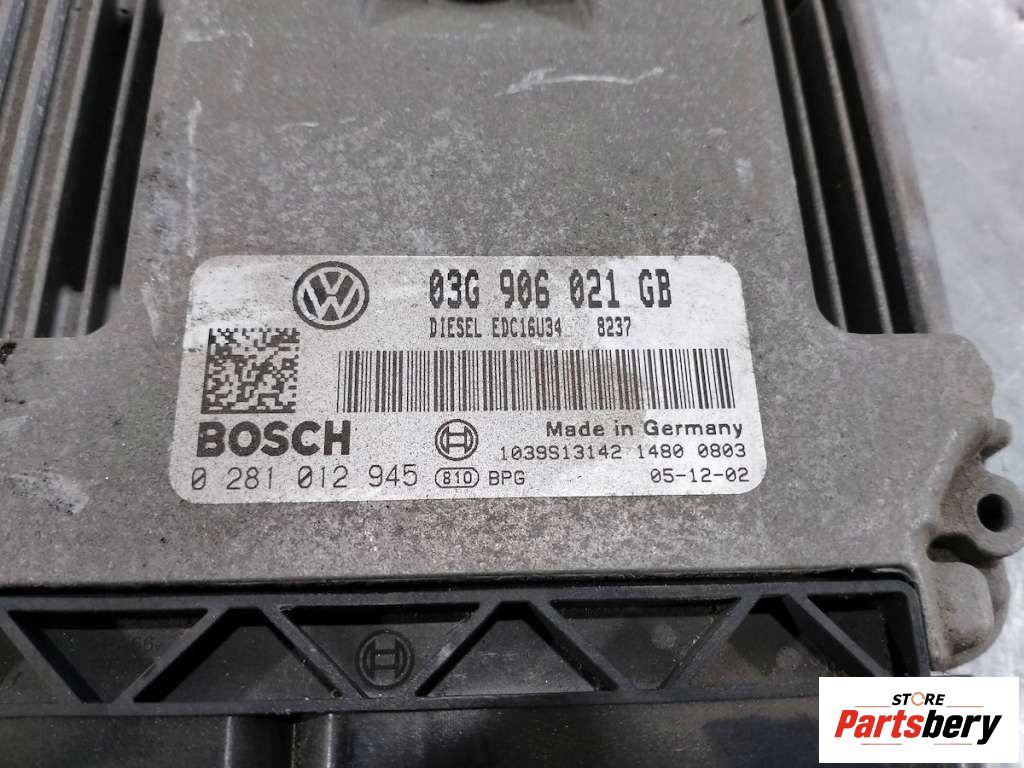 03G 906 021 GB
DIESEL EDC16U34 8237
BOSCH
Made in Germany
1039S13142 1480 0803
0 281 012 945 810 BPG 05-12-02
STORE
Partsbery